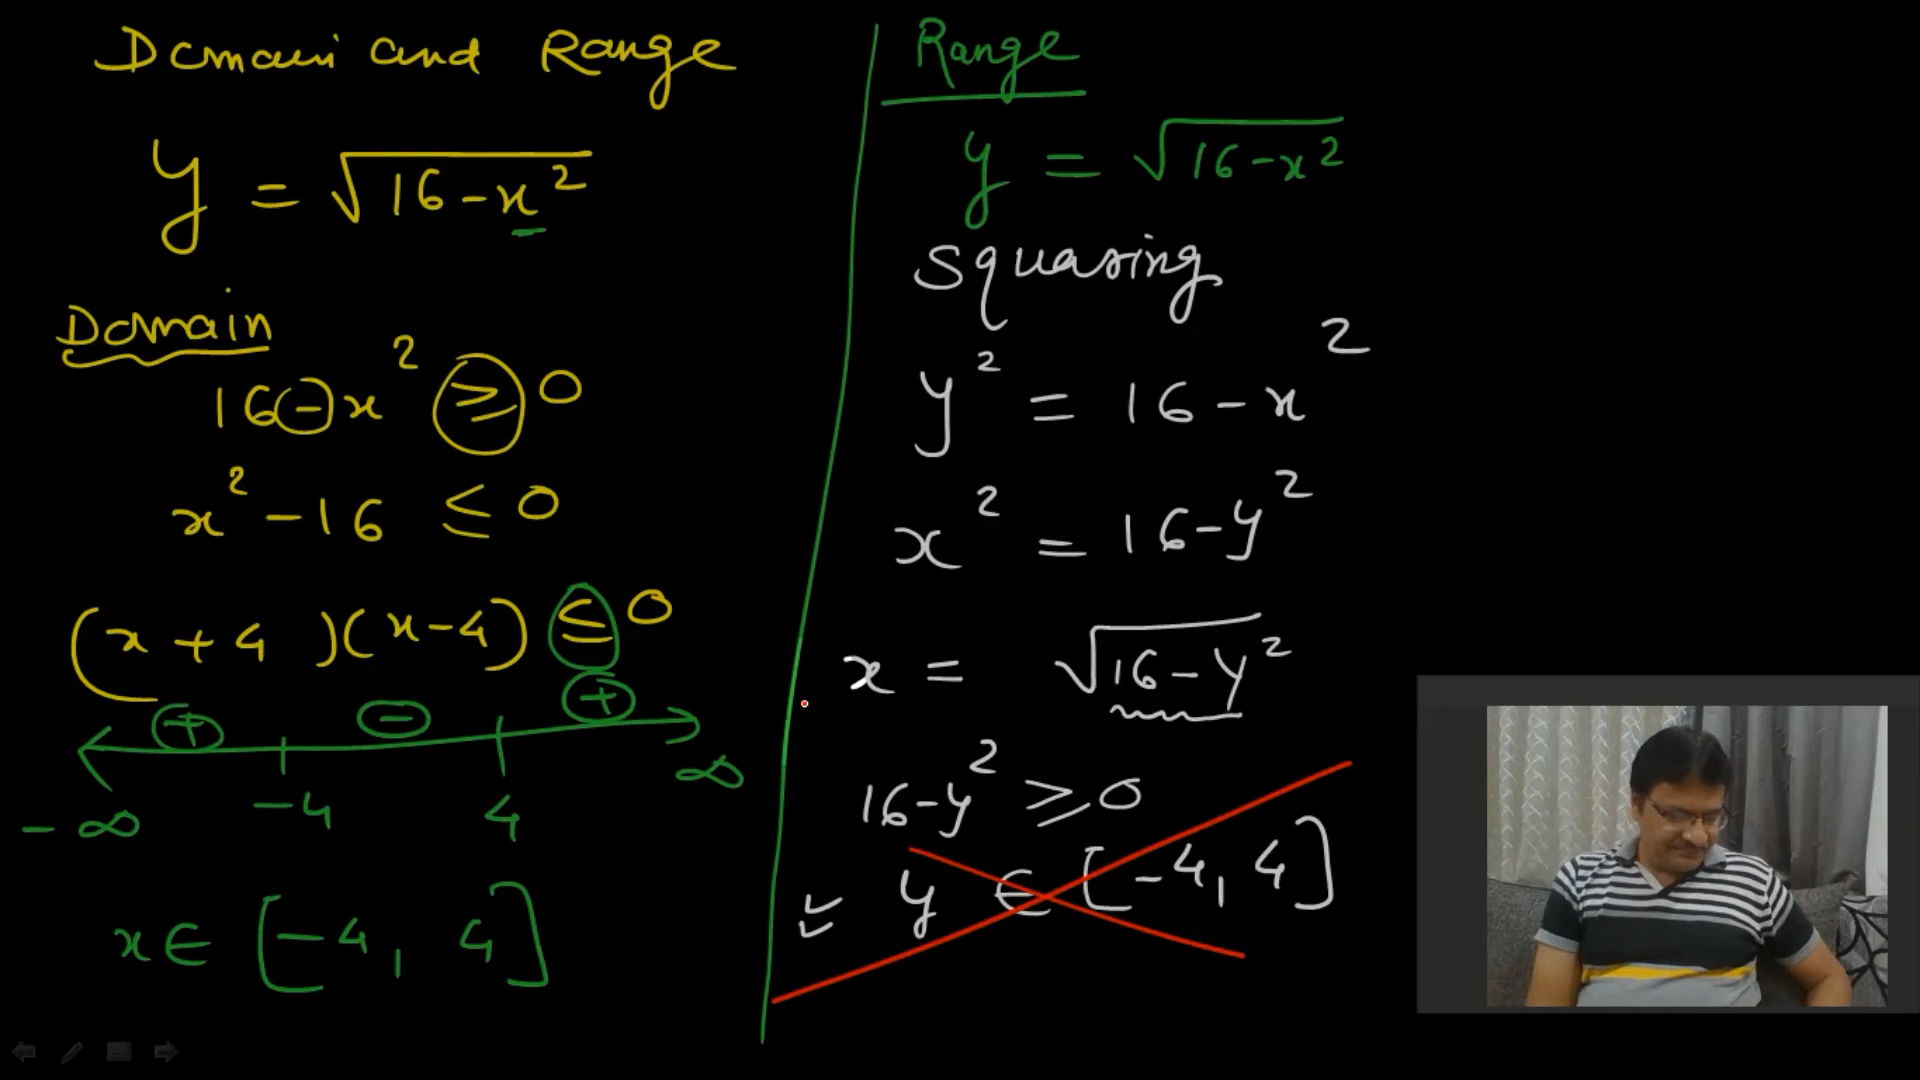 Domain and Range
y = √16-x²
Domain
16-x² ≥ 0
x²-16 ≤ 0
(x+4)(x-4) ≤ 0
+ - +
-∞ -4 4 ∞
x∈ [-4, 4]
Range
y = √16-x²
Squaring
y² = 16-x²
x² = 16-y²
x = √16-y²
16-y² ≥ 0
y ∈ [-4, 4]